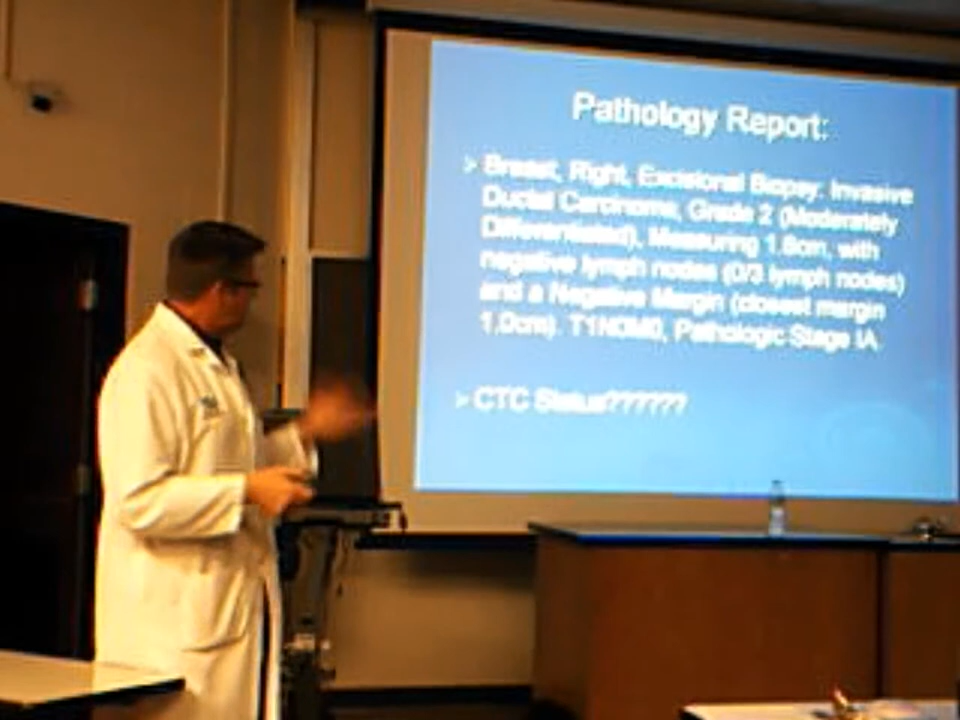 Pathology Report:
> Breast, Right, Excisional Biopsy: Invasive
Ductal Carcinoma, Grade 2 (Moderately
Differentiated), Measuring 1.8cm, with
negative lymph nodes (0/3 lymph nodes)
and a Negative Margin (closest margin
1.0cm). T1N0M0, Pathologic Stage IA
> CTC Status??????